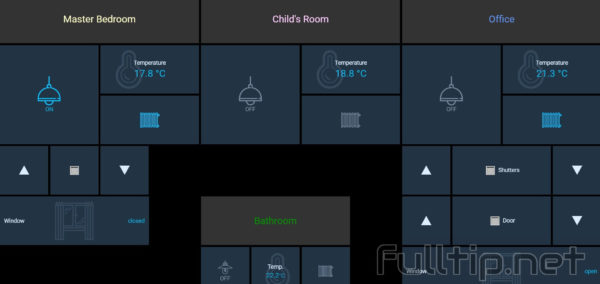 Master Bedroom
Child's Room
Office
Temperature
17.8 °C
ON
Temperature
18.8 °C
OFF
Temperature
21.3 °C
OFF
Shutters
Window
closed
Door
Bathroom
OFF
Temp.
22.2 °C
Window
open
Fulltip.net